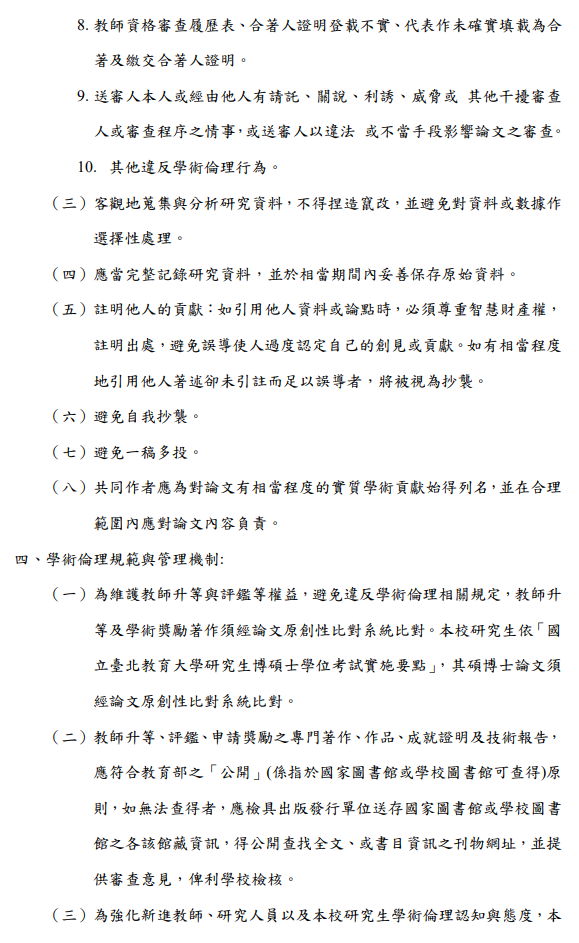 8. 教師資格審查履歷表、合著人證明登載不實、代表作未確實填載為合
著及繳交合著人證明。
9. 送審人本人或經由他人有請託、關說、利誘、威脅或 其他干擾審查
人或審查程序之情事,或送審人以違法 或不當手段影響論文之審查。
10. 其他違反學術倫理行為。
（三）客觀地蒐集與分析研究資料，不得捏造竄改，並避免對資料或數據作
選擇性處理。
（四）應當完整記錄研究資料，並於相當期間內妥善保存原始資料。
（五）註明他人的貢獻：如引用他人資料或論點時，必須尊重智慧財產權，
註明出處，避免誤導使人過度認定自己的創見或貢獻。如有相當程度
地引用他人著述卻未引註而足以誤導者，將被視為抄襲。
（六）避免自我抄襲。
（七）避免一稿多投。
（八）共同作者應為對論文有相當程度的實質學術貢獻始得列名，並在合理
範圍內應對論文內容負責。
四、學術倫理規範與管理機制:
（一）為維護教師升等與評鑑等權益，避免違反學術倫理相關規定，教師升
等及學術獎勵著作須經論文原創性比對系統比對。本校研究生依「國
立臺北教育大學研究生博碩士學位考試實施要點」，其碩博士論文須
經論文原創性比對系統比對。
（二）教師升等、評鑑、申請獎勵之專門著作、作品、成就證明及技術報告，
應符合教育部之「公開」(係指於國家圖書館或學校圖書館可查得)原
則，如無法查得者，應檢具出版發行單位送存國家圖書館或學校圖書
館之各該館藏資訊，得公開查找全文、或書目資訊之刊物網址，並提
供審查意見，俾利學校檢核。
（三）為強化新進教師、研究人員以及本校研究生學術倫理認知與態度，本